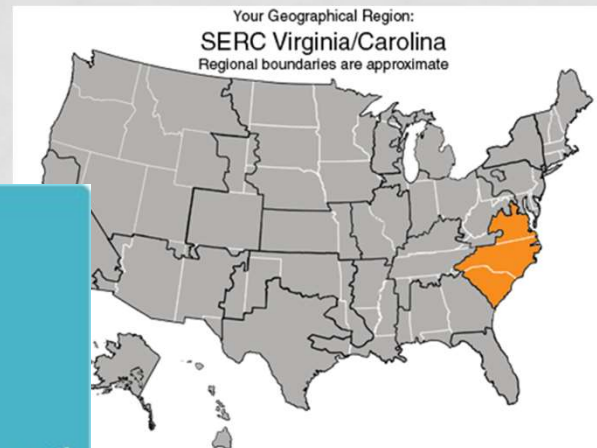 Your Geographical Region:
SERC Virginia/Carolina
Regional boundaries are approximate